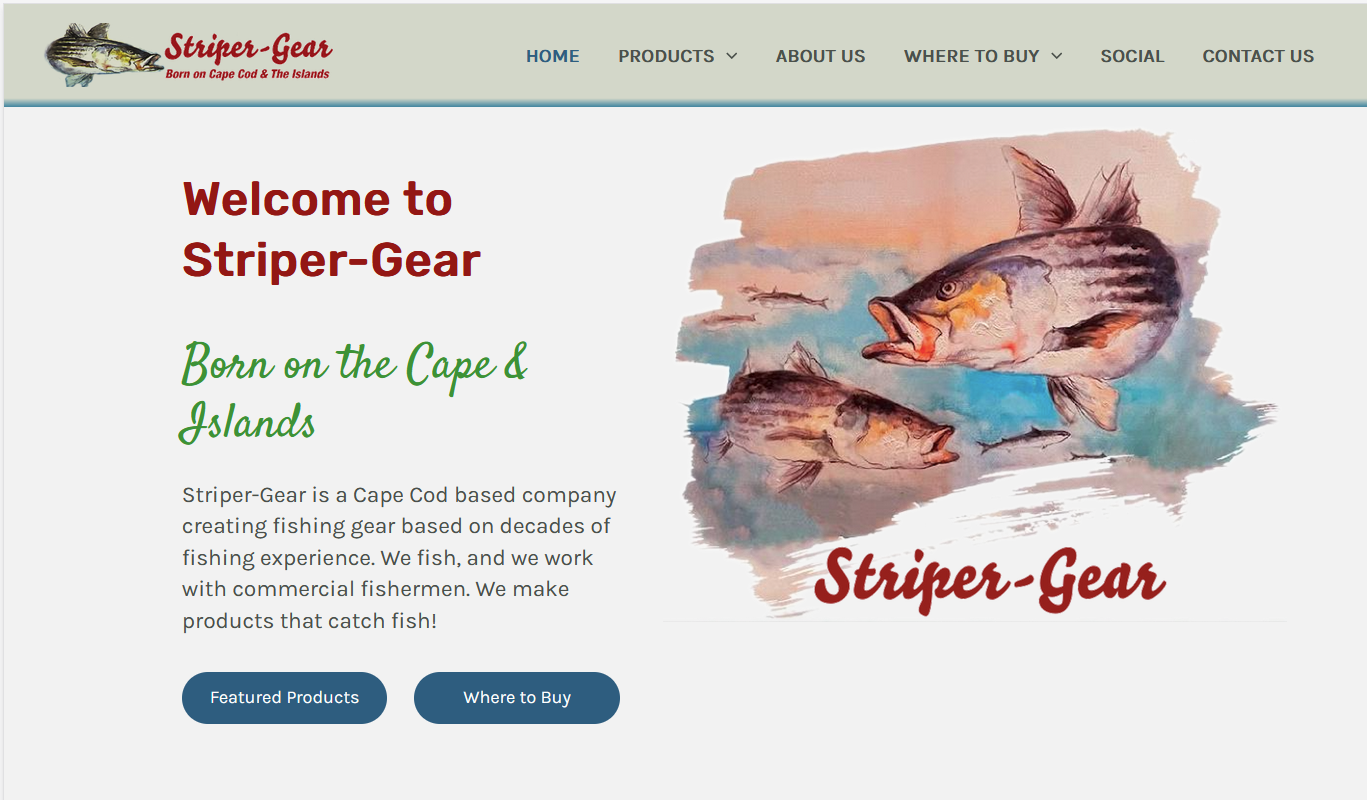 Striper-Gear
Born on Cape Cod & The Islands
HOME
PRODUCTS
ABOUT US
WHERE TO BUY
SOCIAL
CONTACT US
Welcome to
Striper-Gear
Born on the Cape &
Islands
Striper-Gear is a Cape Cod based company
creating fishing gear based on decades of
fishing experience. We fish, and we work
with commercial fishermen. We make
products that catch fish!
Featured Products
Where to Buy
Striper-Gear